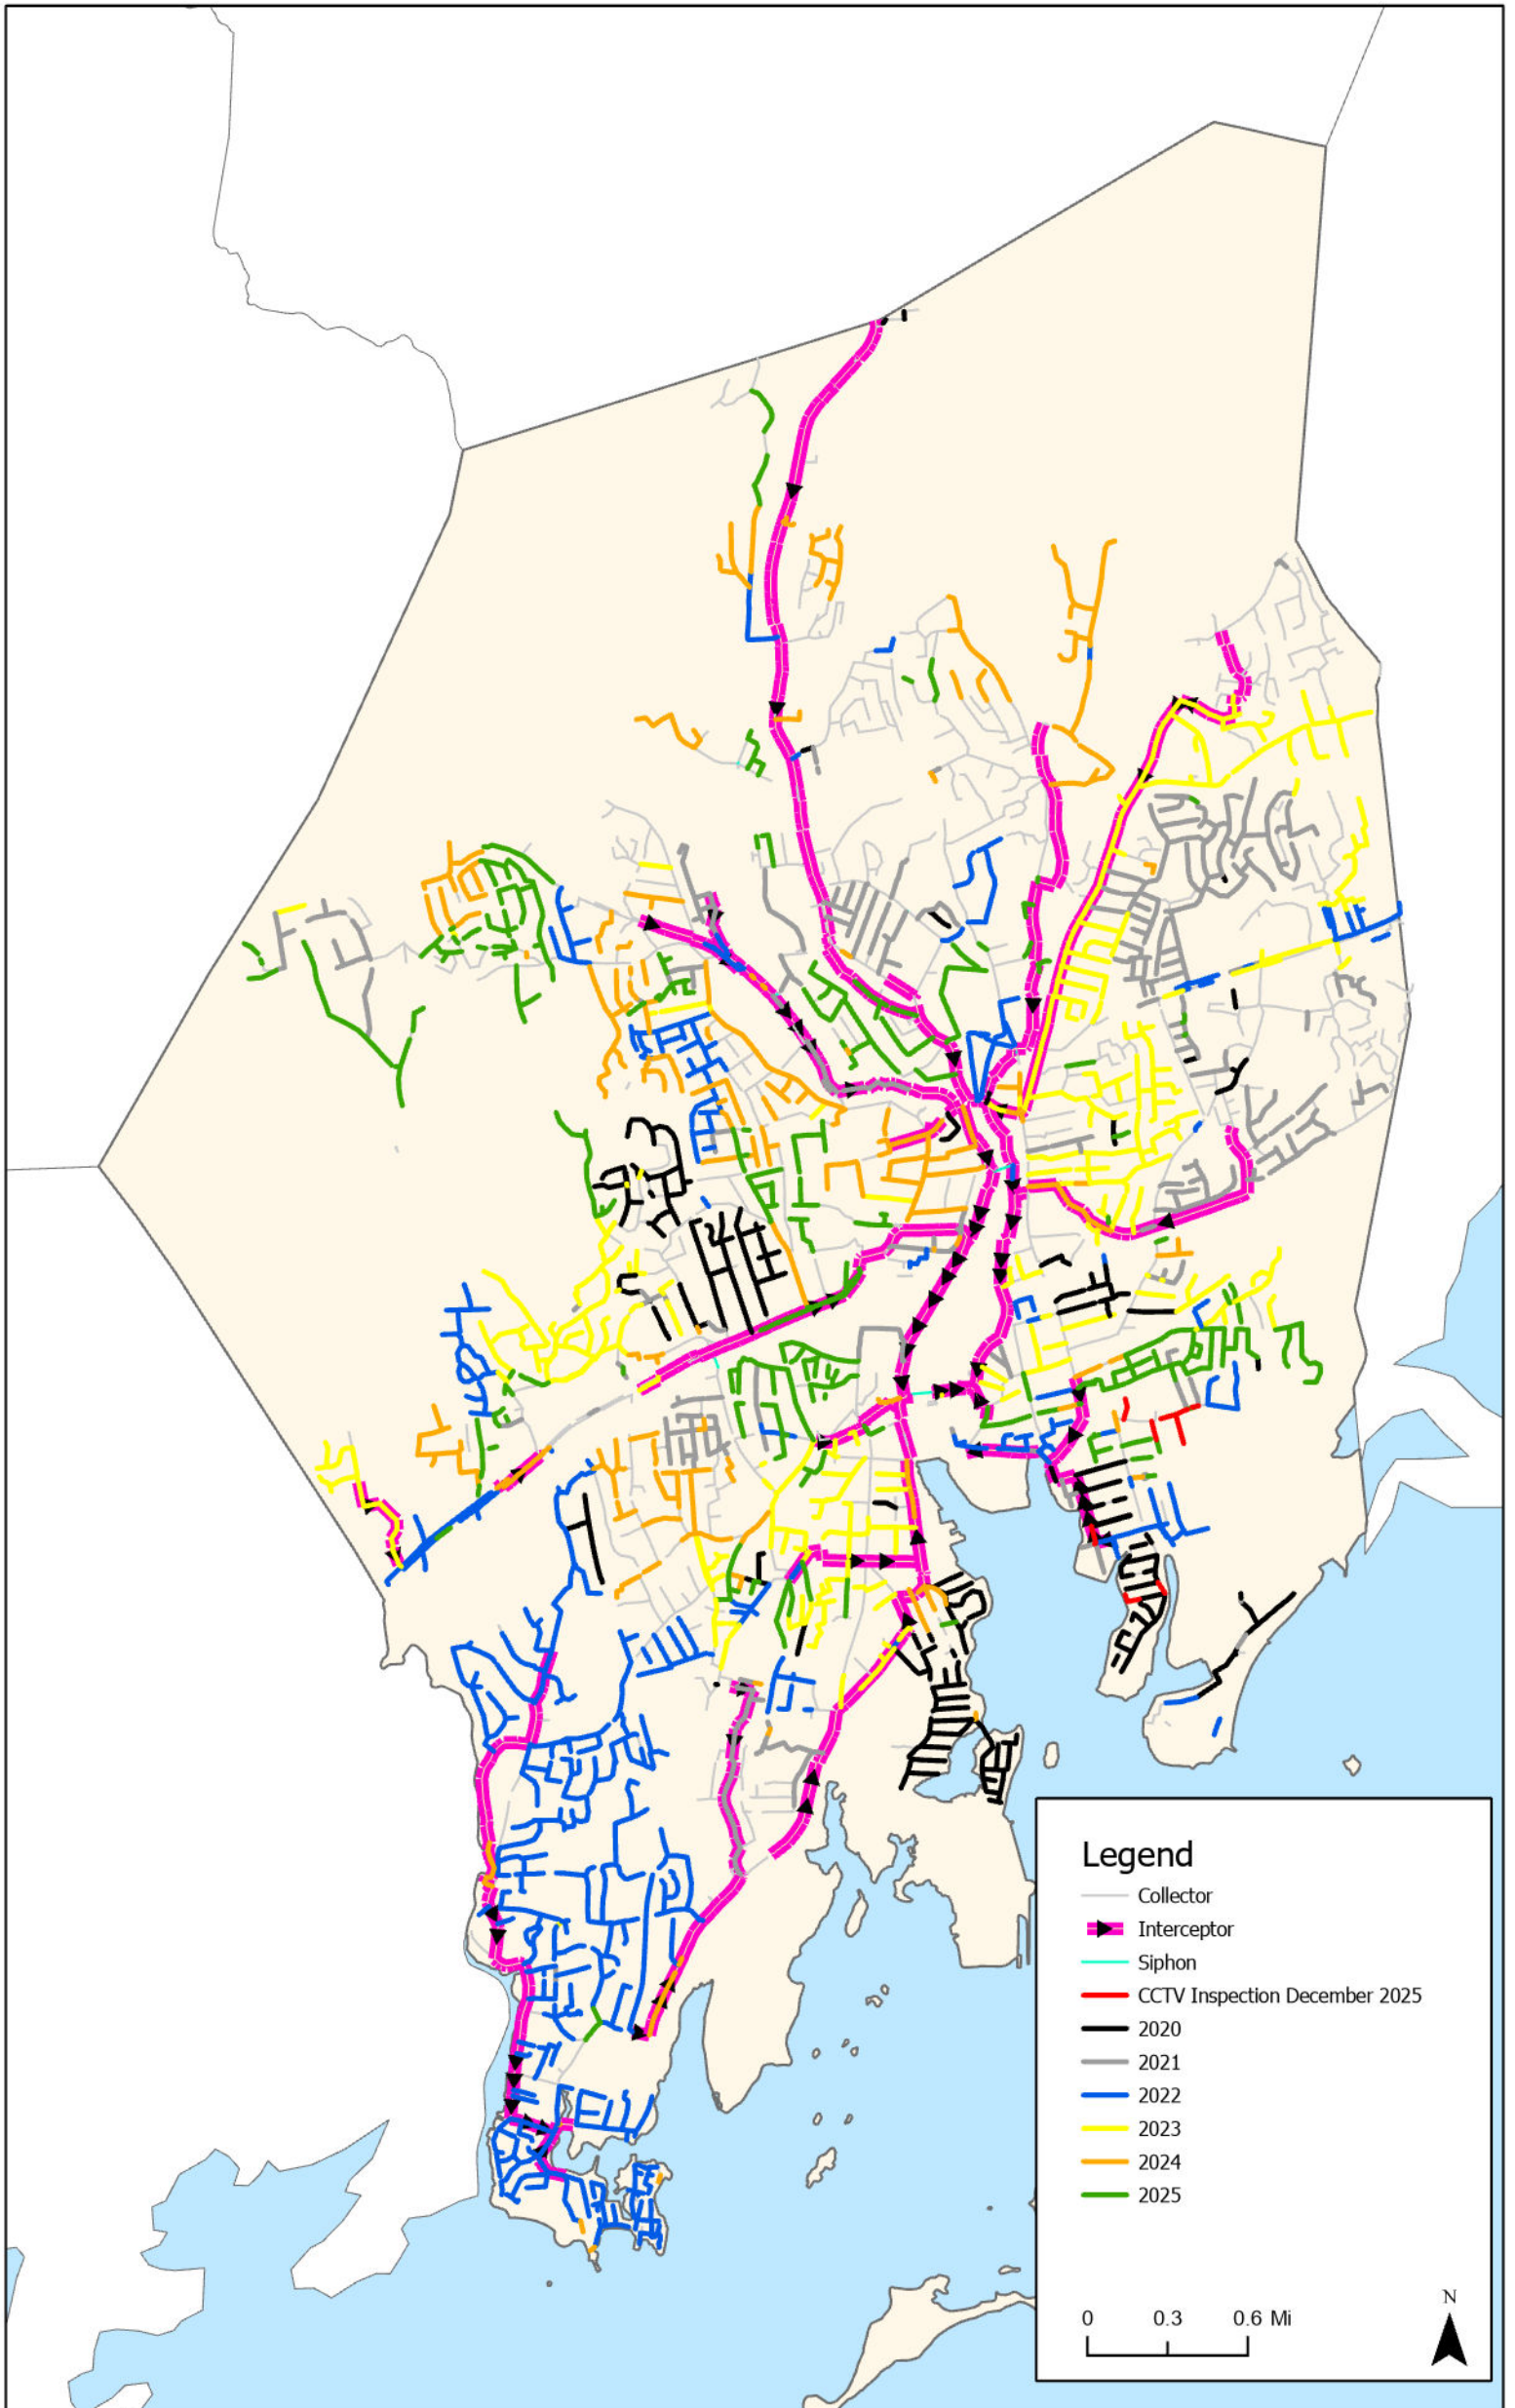 Legend
Collector
Interceptor
Siphon
CCTV Inspection December 2025
2020
2021
2022
2023
2024
2025
N
0 0.3 0.6 Mi